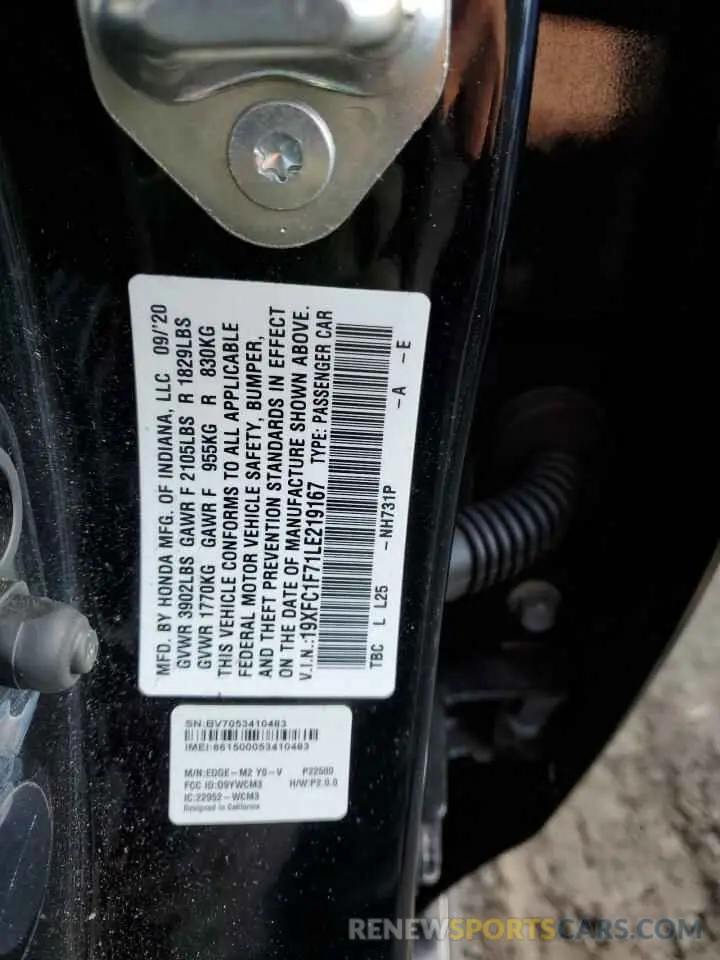 MFD. BY HONDA MFG. OF INDIANA, LLC 09/'20
GVWR 3902LBS GAWR F 2105LBS R 1829LBS
GVWR 1770KG GAWR F 955KG R 830KG
THIS VEHICLE CONFORMS TO ALL APPLICABLE
FEDERAL MOTOR VEHICLE SAFETY, BUMPER,
AND THEFT PREVENTION STANDARDS IN EFFECT
ON THE DATE OF MANUFACTURE SHOWN ABOVE.
V.I.N.:19XFC1F71LE219167 TYPE: PASSENGER CAR
TBC L L25 -NH731P -A -E
SN:BV7053410483
IMEI:861500053410483
M/N:EDGE-M2 Y0-V P22500
FCC ID:O9YWCM3 H/W:P2.0.0
IC:22952-WCM3
Designed in California
RENEWSPORTSCARS.COM